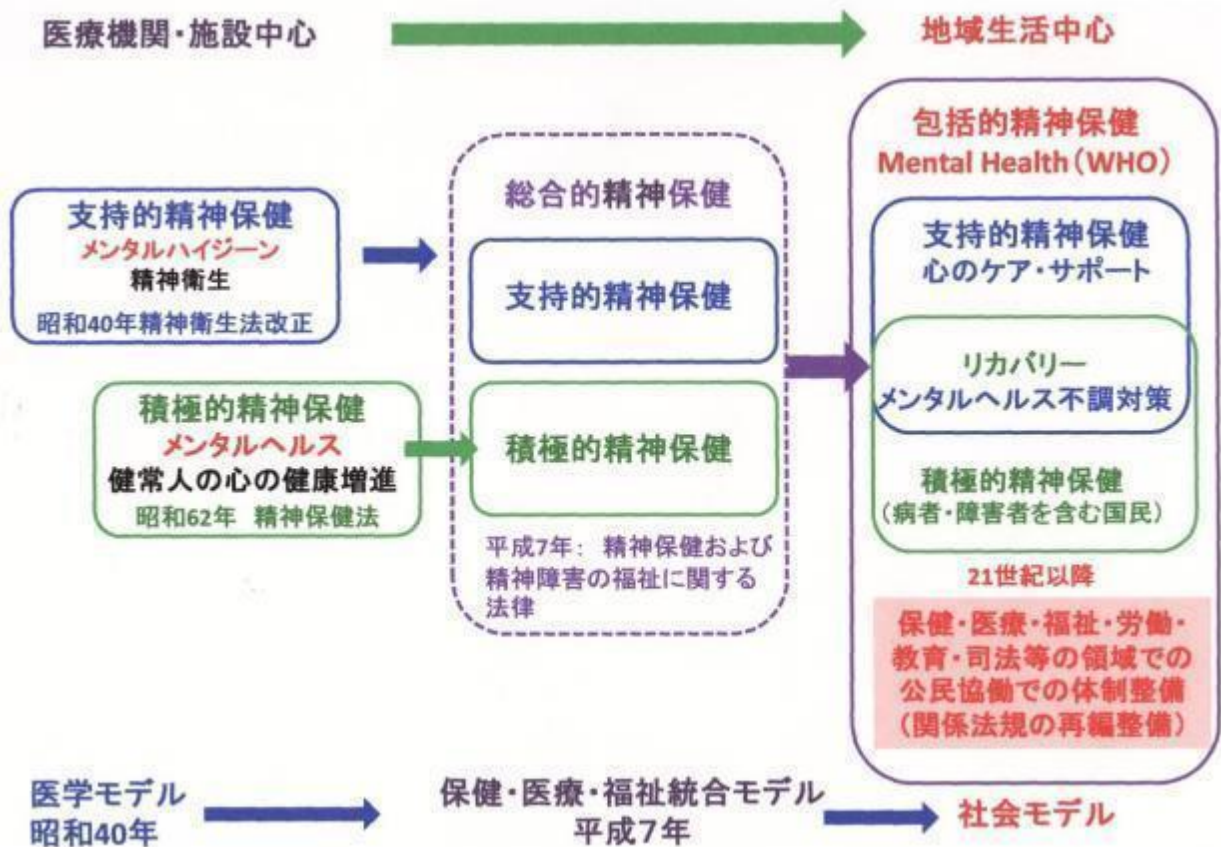 医療機関・施設中心
地域生活中心
支持的精神保健
メンタルハイジーン
精神衛生
昭和40年精神衛生法改正
積極的精神保健
メンタルヘルス
健常人の心の健康増進
昭和62年 精神保健法
総合的精神保健
支持的精神保健
積極的精神保健
平成7年: 精神保健および
精神障害の福祉に関する
法律
包括的精神保健
Mental Health(WHO)
支持的精神保健
心のケア・サポート
リカバリー
メンタルヘルス不調対策
積極的精神保健
(病者・障害者を含む国民)
21世紀以降
保健・医療・福祉・労働・
教育・司法等の領域での
公民協働での体制整備
(関係法規の再編整備)
医学モデル
昭和40年
保健・医療・福祉統合モデル
平成7年
社会モデル